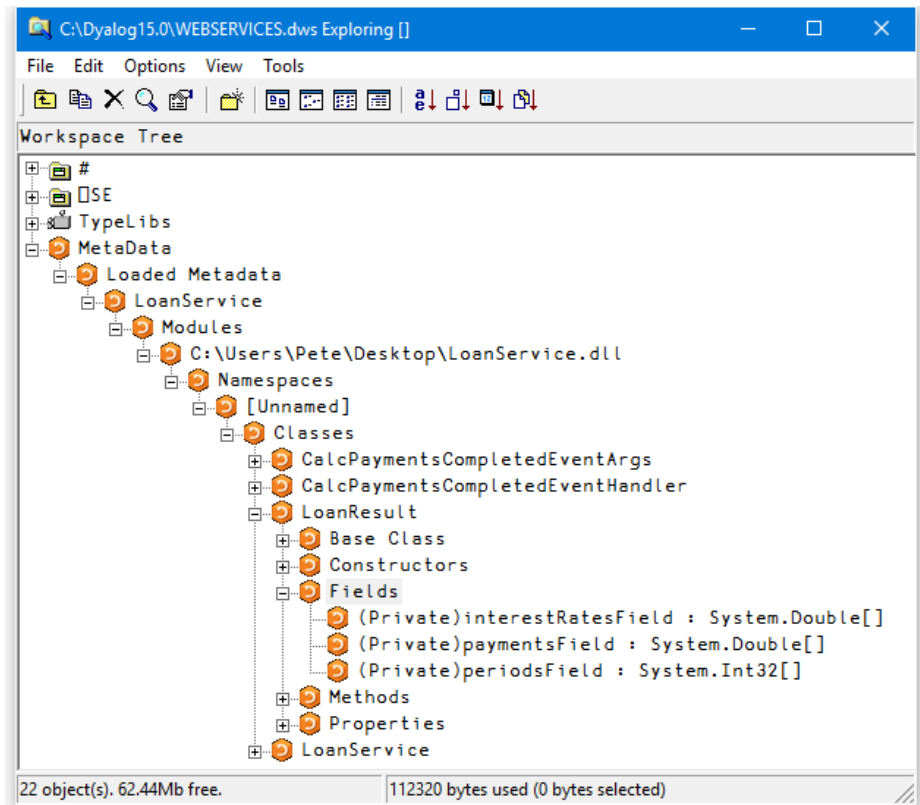 C:\Dyalog15.0\WEBSERVICES.dws Exploring []
File Edit Options View Tools
Workspace Tree
#
⎕SE
TypeLibs
MetaData
Loaded Metadata
LoanService
Modules
C:\Users\Pete\Desktop\LoanService.dll
Namespaces
[Unnamed]
Classes
CalcPaymentsCompletedEventArgs
CalcPaymentsCompletedEventHandler
LoanResult
Base Class
Constructors
Fields
(Private)interestRatesField : System.Double[]
(Private)paymentsField : System.Double[]
(Private)periodsField : System.Int32[]
Methods
Properties
LoanService
22 object(s). 62.44Mb free. 112320 bytes used (0 bytes selected)